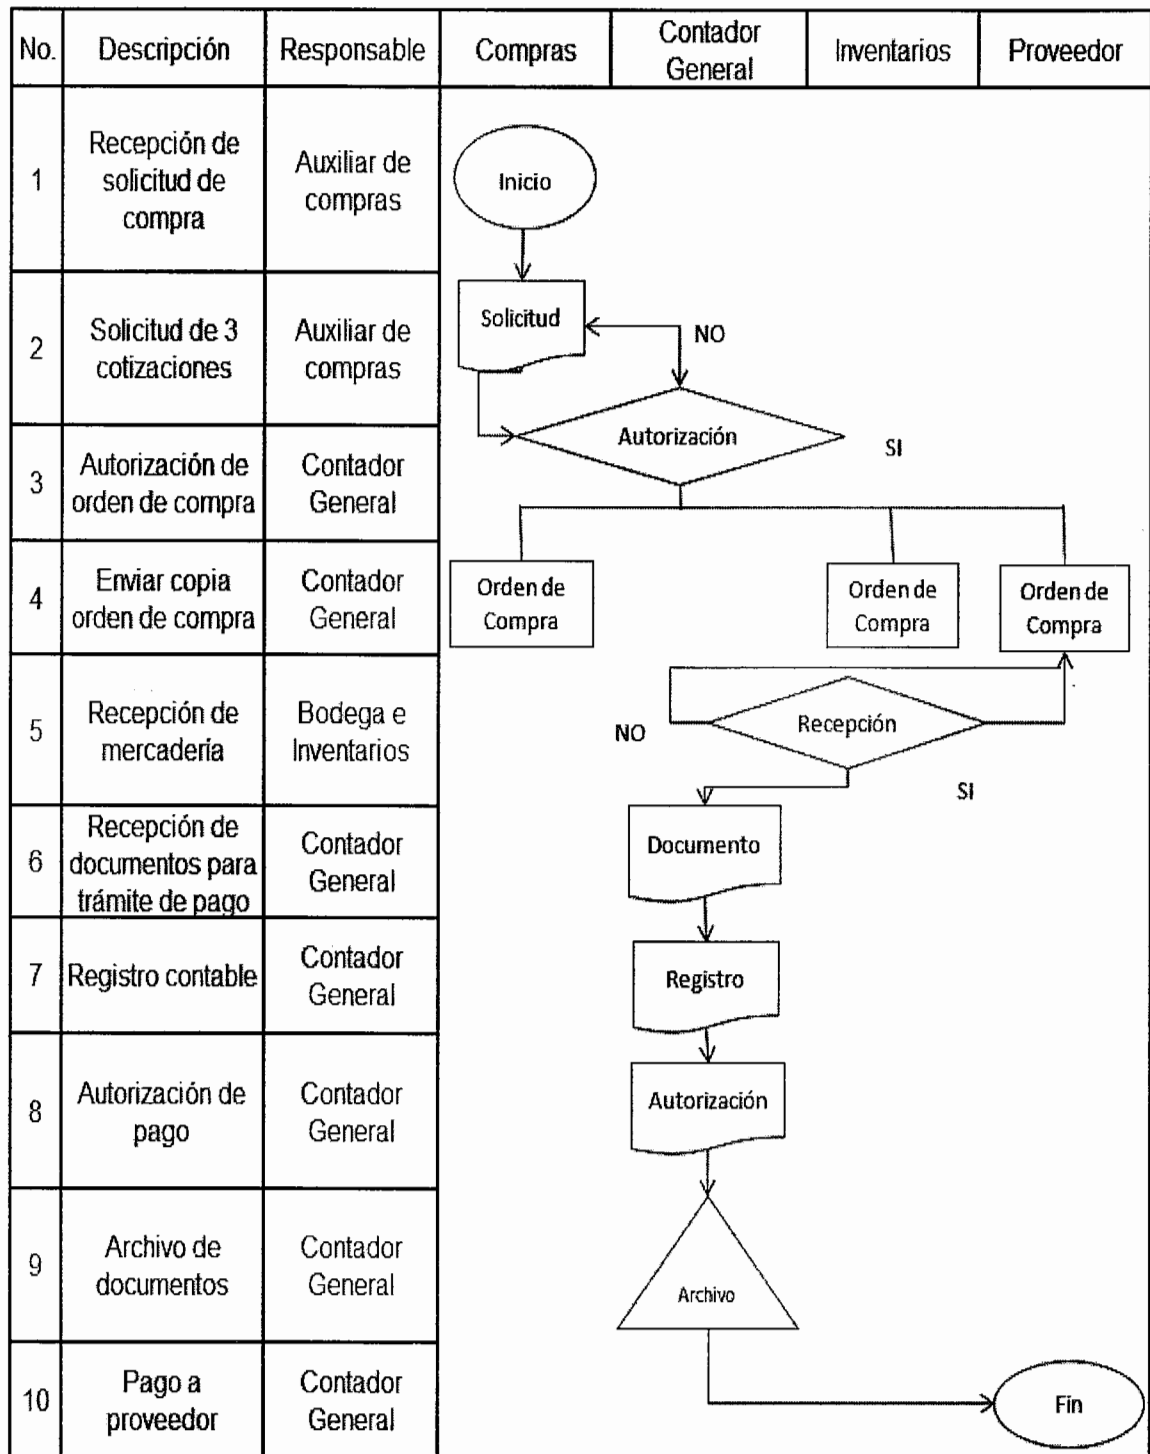 No.
Descripción
Responsable
Compras
Contador
General
Inventarios
Proveedor
1
Recepción de
solicitud de
compra
Auxiliar de
compras
Inicio
2
Solicitud de 3
cotizaciones
Auxiliar de
compras
Solicitud
NO
3
Autorización de
orden de compra
Contador
General
Autorización
SI
4
Enviar copia
orden de compra
Contador
General
Orden de
Compra
Orden de
Compra
Orden de
Compra
5
Recepción de
mercadería
Bodega e
Inventarios
NO
Recepción
SI
6
Recepción de
documentos para
trámite de pago
Contador
General
Documento
7
Registro contable
Contador
General
Registro
8
Autorización de
pago
Contador
General
Autorización
9
Archivo de
documentos
Contador
General
Archivo
10
Pago a
proveedor
Contador
General
Fin